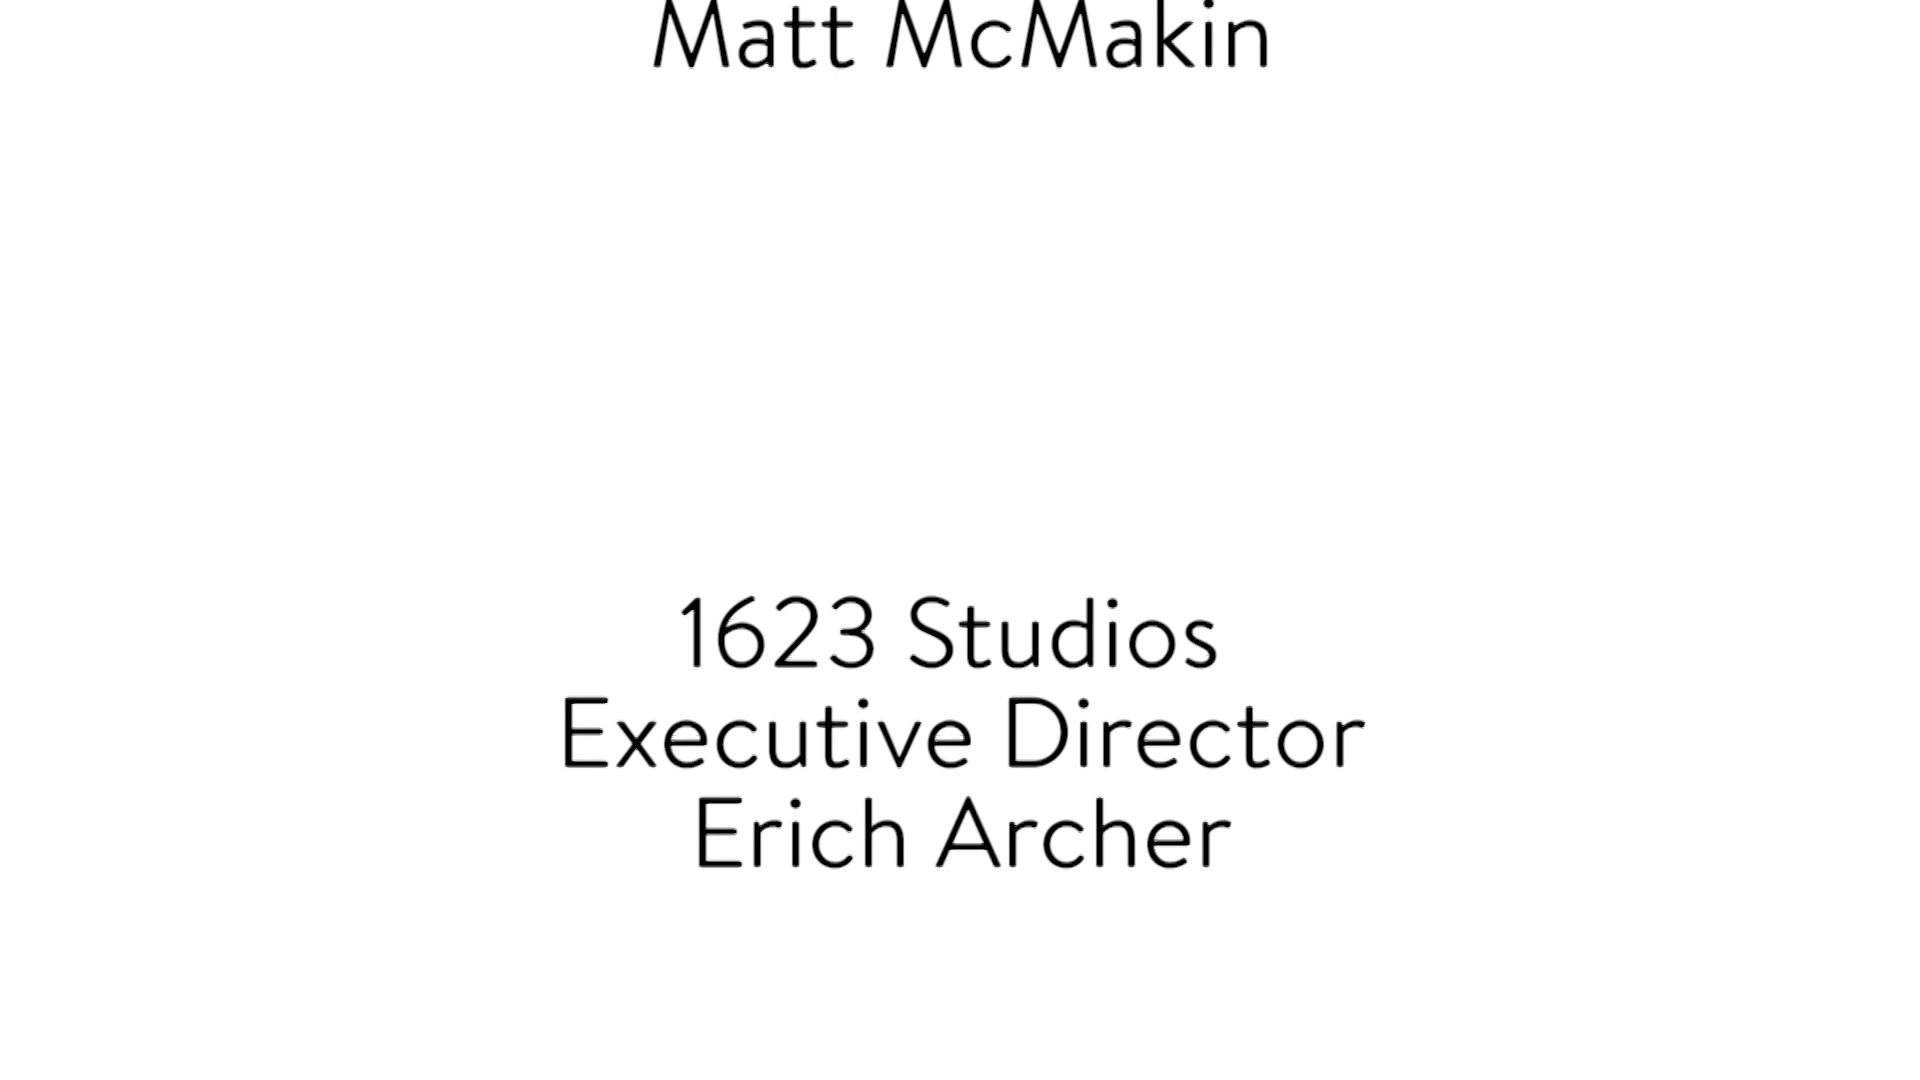 Matt McMakin
1623 Studios
Executive Director
Erich Archer